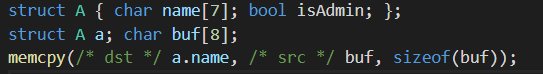 struct A { char name[7]; bool isAdmin; };
struct A a; char buf[8];
memcpy(/* dst */ a.name, /* src */ buf, sizeof(buf));